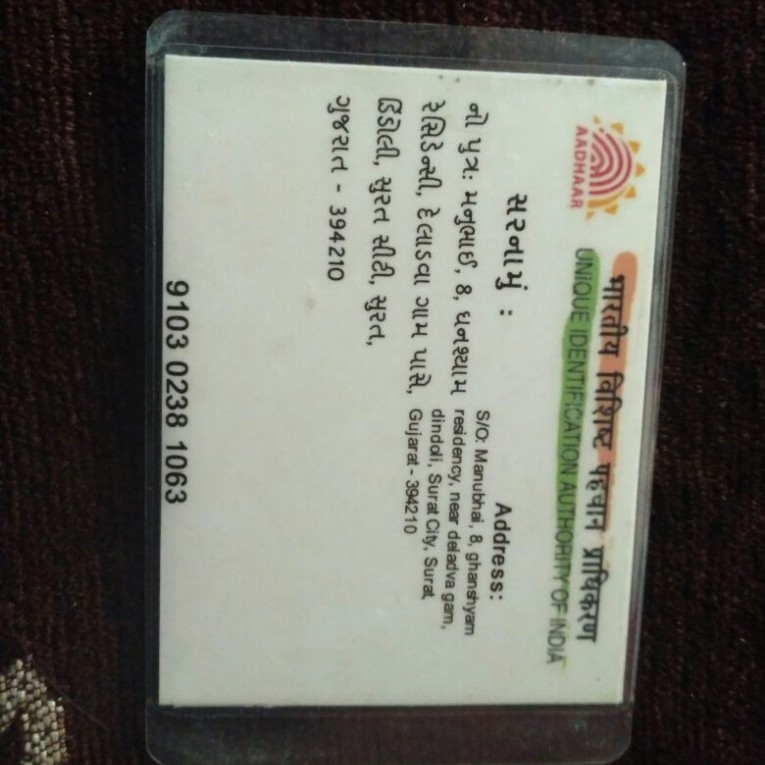 भारतीय विशिष्ट पहचान प्राधिकरण
UNIQUE IDENTIFICATION AUTHORITY OF INDIA
AADHAAR
સરનામું :
નો પુત્ર: મનુભાઈ, 8, ઘનશ્યામ
રેસિડેન્સી, દેલાડવા ગામ પાસે,
ડિંડોલી, સુરત સીટી, સુરત,
ગુજરાત - 394210
Address:
S/O: Manubhai, 8, ghanshyam
residency, near deladva gam,
dindoli, Surat City, Surat,
Gujarat - 394210
9103 0238 1063